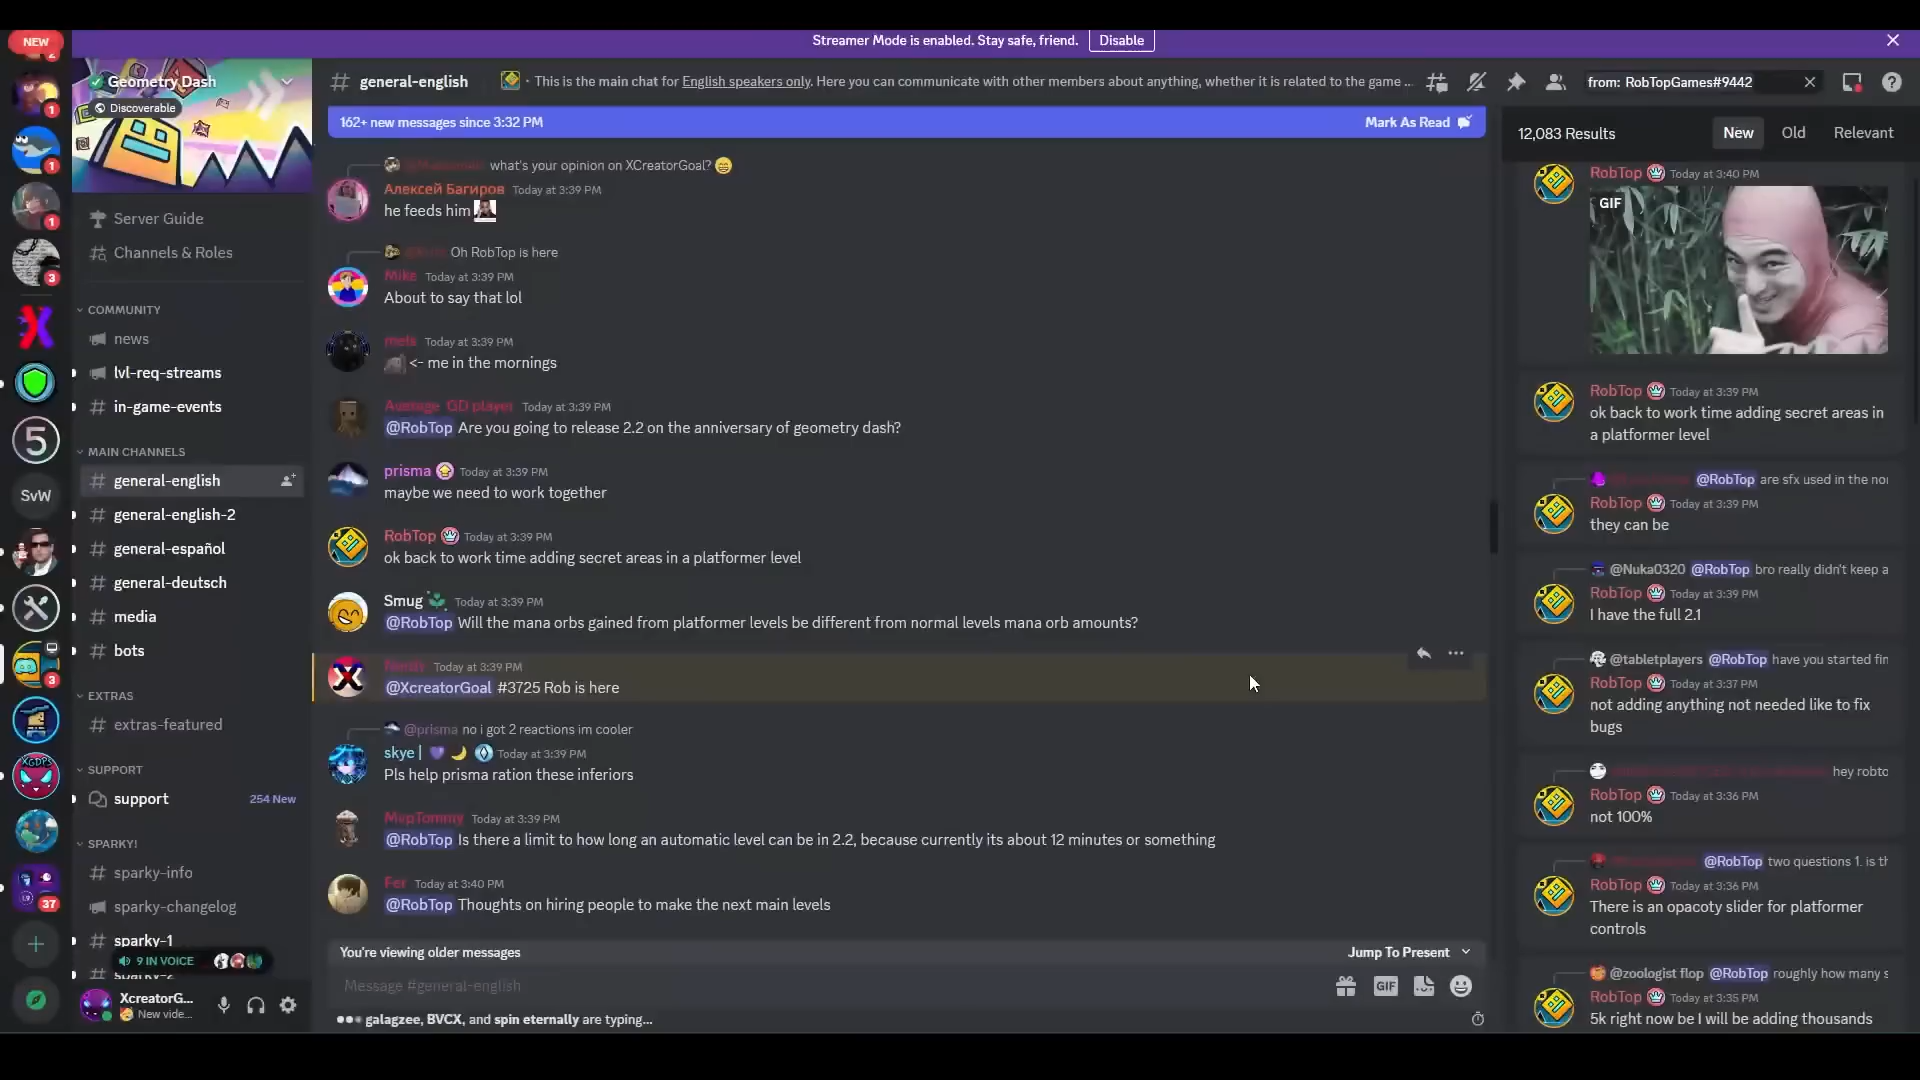 Streamer Mode is enabled. Stay safe, friend. Disable
NEW
2
1
1
1
3
5
SvW
3
XGDPS
37
Geometry Dash
Discoverable
Server Guide
Channels & Roles
COMMUNITY
news
lvl-req-streams
in-game-events
MAIN CHANNELS
general-english
general-english-2
general-español
general-deutsch
media
bots
EXTRAS
extras-featured
SUPPORT
support 254 New
SPARKY!
sparky-info
sparky-changelog
sparky-1
9 IN VOICE
sparky-2
XcreatorG...
New vide...
general-english
This is the main chat for English speakers only. Here you can communicate with other members about anything, whether it is related to the game ...
162+ new messages since 3:32 PM Mark As Read
what's your opinion on XCreatorGoal?
Алексей Багиров Today at 3:39 PM
he feeds him
Oh RobTop is here
Mike Today at 3:39 PM
About to say that lol
mels Today at 3:39 PM
<- me in the mornings
Average GD player Today at 3:39 PM
@RobTop Are you going to release 2.2 on the anniversary of geometry dash?
prisma Today at 3:39 PM
maybe we need to work together
RobTop Today at 3:39 PM
ok back to work time adding secret areas in a platformer level
Smug Today at 3:39 PM
@RobTop Will the mana orbs gained from platformer levels be different from normal levels mana orb amounts?
Today at 3:39 PM
@XcreatorGoal #3725 Rob is here
@prisma no i got 2 reactions im cooler
skye | Today at 3:39 PM
Pls help prisma ration these inferiors
MvpTommy Today at 3:39 PM
@RobTop Is there a limit to how long an automatic level can be in 2.2, because currently its about 12 minutes or something
Fer Today at 3:40 PM
@RobTop Thoughts on hiring people to make the next main levels
You're viewing older messages Jump To Present
Message #general-english
GIF
galagzee, BVCX, and spin eternally are typing...
from: RobTopGames#9442
12,083 Results New Old Relevant
RobTop Today at 3:40 PM
GIF
RobTop Today at 3:39 PM
ok back to work time adding secret areas in
a platformer level
@RobTop are sfx used in the nor
RobTop Today at 3:39 PM
they can be
@Nuka0320 @RobTop bro really didn't keep a
RobTop Today at 3:39 PM
I have the full 2.1
@tabletplayers @RobTop have you started fin
RobTop Today at 3:37 PM
not adding anything not needed like to fix
bugs
hey robto
RobTop Today at 3:36 PM
not 100%
@RobTop two questions 1. is th
RobTop Today at 3:36 PM
There is an opacoty slider for platformer
controls
@zoologist flop @RobTop roughly how many s
RobTop Today at 3:35 PM
5k right now be I will be adding thousands